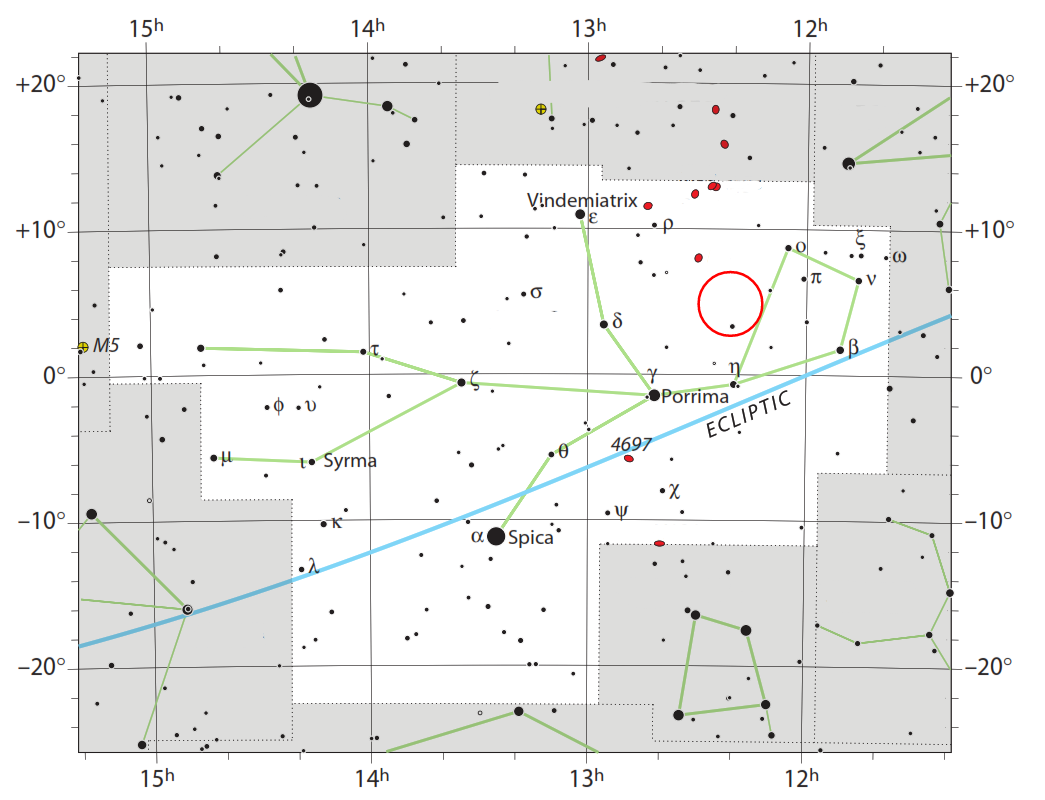 15h 14h 13h 12h
+20° +20°
Vindemiatrix
ε ρ
+10° +10°
ο ξ ω
π ν
σ
δ
M5 τ β
0° ζ γ η 0°
Porrima
ϕ υ ECLIPTIC
μ ι Syrma θ 4697
χ
ψ
−10° κ −10°
α Spica
λ
−20° −20°
15h 14h 13h 12h